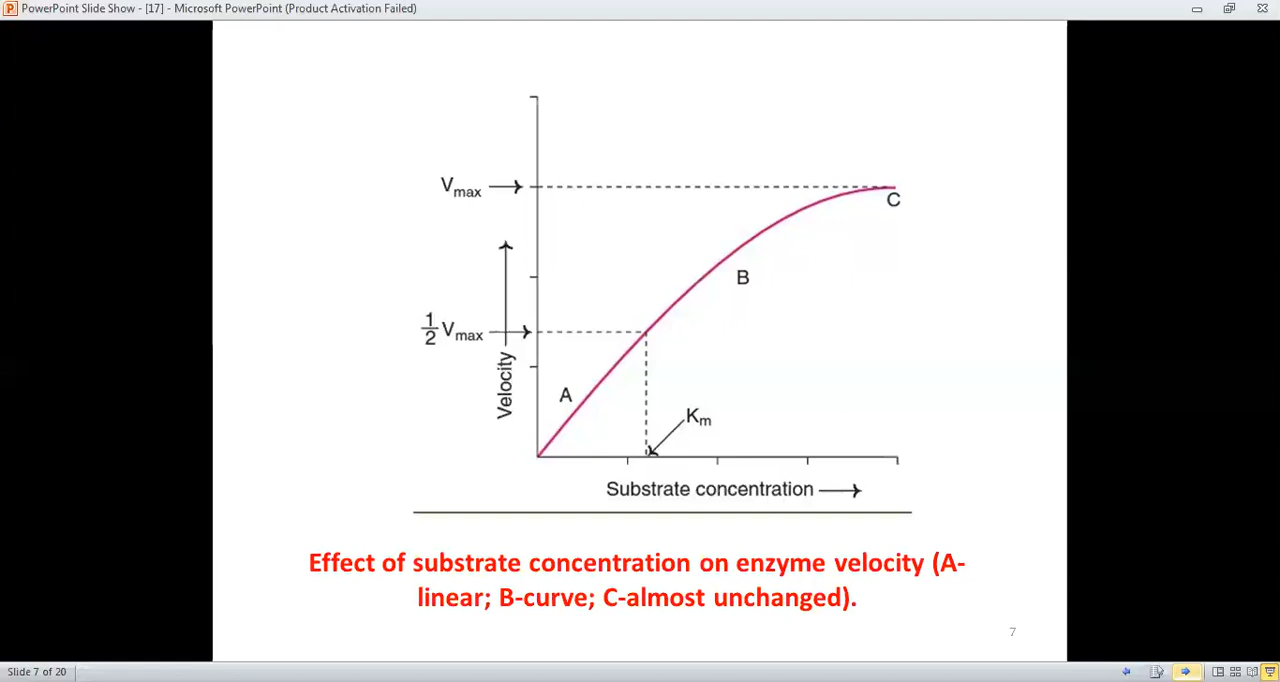 PowerPoint Slide Show - [17] - Microsoft PowerPoint (Product Activation Failed)
Vmax
C
B
1/2 Vmax
Velocity
A
Km
Substrate concentration
Effect of substrate concentration on enzyme velocity (A-
linear; B-curve; C-almost unchanged).
7
Slide 7 of 20